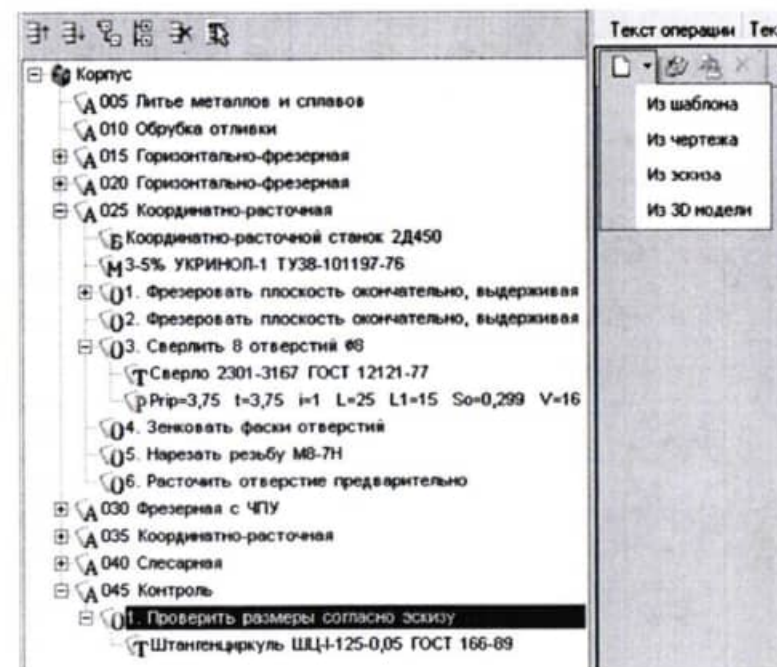 Корпус
А 005 Литье металлов и сплавов
А 010 Обрубка отливки
А 015 Горизонтально-фрезерная
А 020 Горизонтально-фрезерная
А 025 Координатно-расточная
Б Координатно-расточной станок 2Д450
М 3-5% УКРИНОЛ-1 ТУ38-101197-76
О 1. Фрезеровать плоскость окончательно, выдерживая
О 2. Фрезеровать плоскость окончательно, выдерживая
О 3. Сверлить 8 отверстий ø8
Т Сверло 2301-3167 ГОСТ 12121-77
Р Prip=3,75 t=3,75 i=1 L=25 L1=15 So=0,299 V=16
О 4. Зенковать фаски отверстий
О 5. Нарезать резьбу М8-7Н
О 6. Расточить отверстие предварительно
А 030 Фрезерная с ЧПУ
А 035 Координатно-расточная
А 040 Слесарная
А 045 Контроль
О 1. Проверить размеры согласно эскизу
Т Штангенциркуль ШЦ-I-125-0,05 ГОСТ 166-89
Текст операции Тек
Из шаблона
Из чертежа
Из эскиза
Из 3D модели